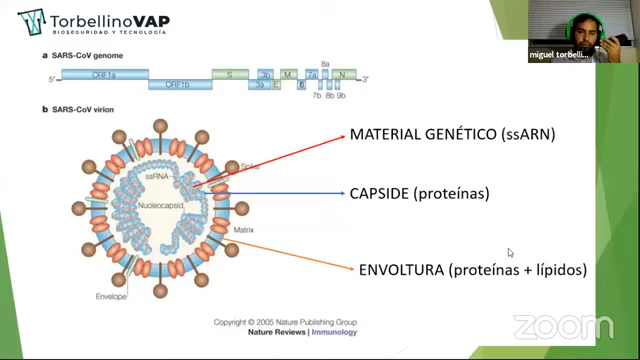 TorbellinoVAP
BIOSEGURIDAD Y TECNOLOGÍA
miguel torbelli...
a SARS-CoV genome
8a
5' ORF1a S 3b M 7a N 3'
ORF1b 3a E 6
7b 8b 9b
b SARS-CoV virion
MATERIAL GENÉTICO (ssARN)
Spike
ssRNA
CAPSIDE (proteínas)
Nucleocapsid
Matrix
ENVOLTURA (proteínas + lípidos)
Envelope
Copyright © 2005 Nature Publishing Group
Nature Reviews | Immunology
zoom